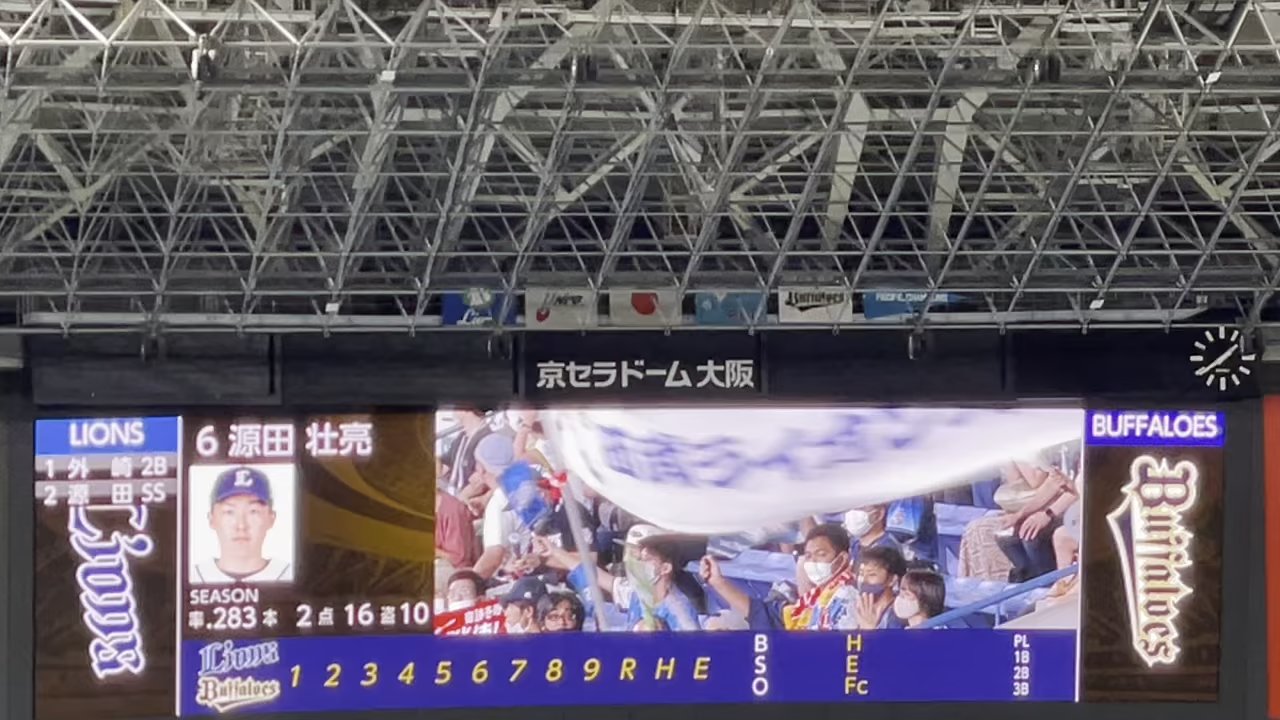 Buffaloes
京セラドーム 大阪
LIONS
1 外 崎 2B
2 源 田 SS
Lions
6 源田 壮亮
L
SEASON
率.283 本 2 点 16 盗 10
BUFFALOES
Buffaloes
Lions
Buffaloes
1 2 3 4 5 6 7 8 9 R H E
B
S
O
H
E
Fc
PL
1B
2B
3B